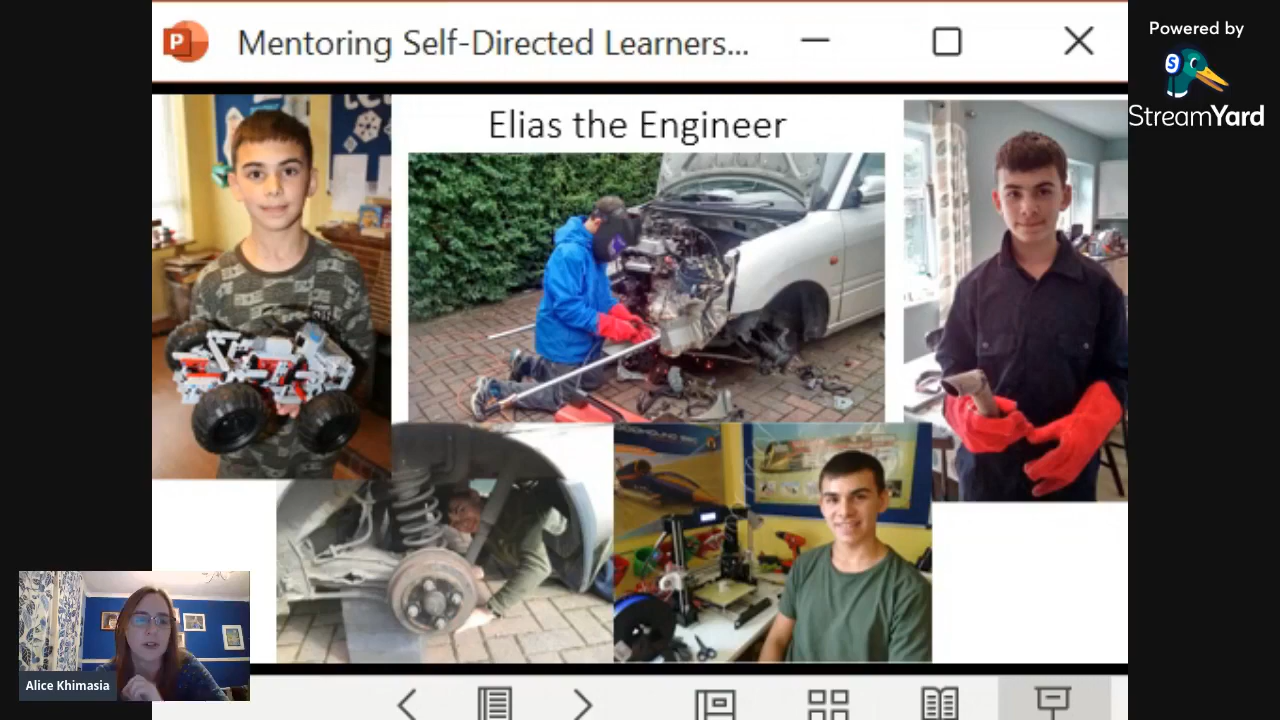 Mentoring Self-Directed Learners...
Powered by
StreamYard
Elias the Engineer
Alice Khimasia